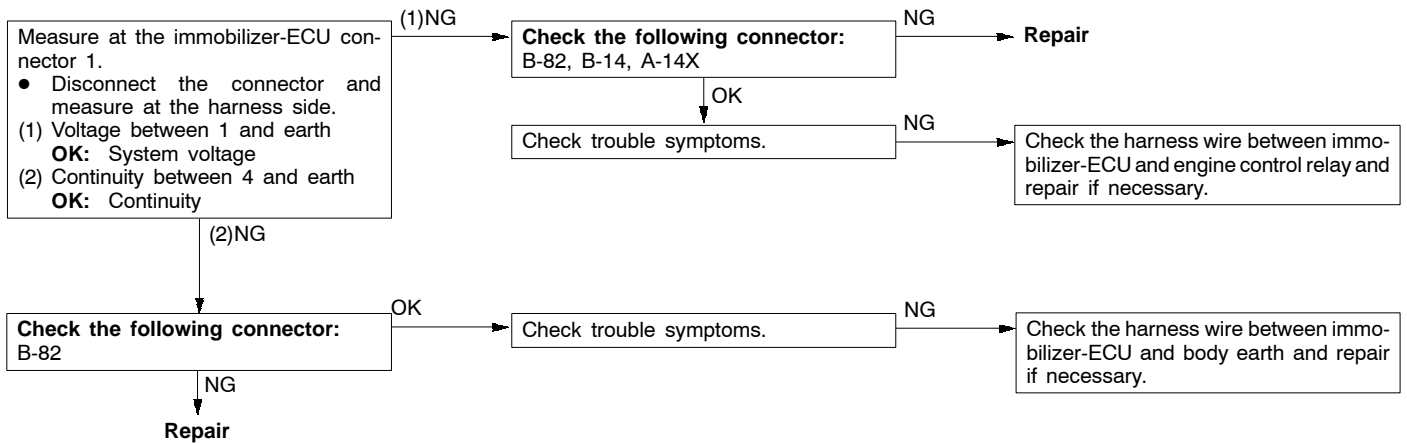 Measure at the immobilizer-ECU con-
nector 1.
● Disconnect the connector and
measure at the harness side.
(1) Voltage between 1 and earth
OK: System voltage
(2) Continuity between 4 and earth
OK: Continuity
(1)NG
Check the following connector:
B-82, B-14, A-14X
NG
Repair
OK
Check trouble symptoms.
NG
Check the harness wire between immo-
bilizer-ECU and engine control relay and
repair if necessary.
(2)NG
Check the following connector:
B-82
OK
Check trouble symptoms.
NG
Check the harness wire between immo-
bilizer-ECU and body earth and repair
if necessary.
NG
Repair